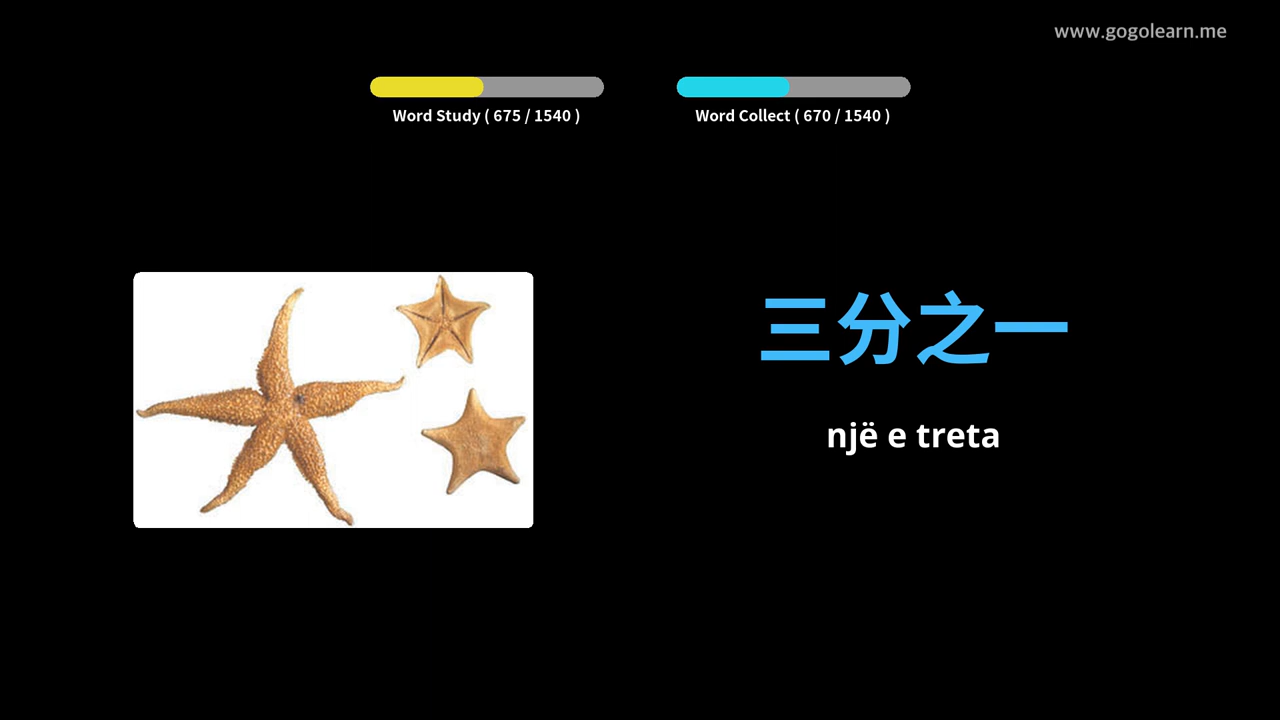 www.gogolearn.me
Word Study ( 675 / 1540 )
Word Collect ( 670 / 1540 )
三分之一
një e treta